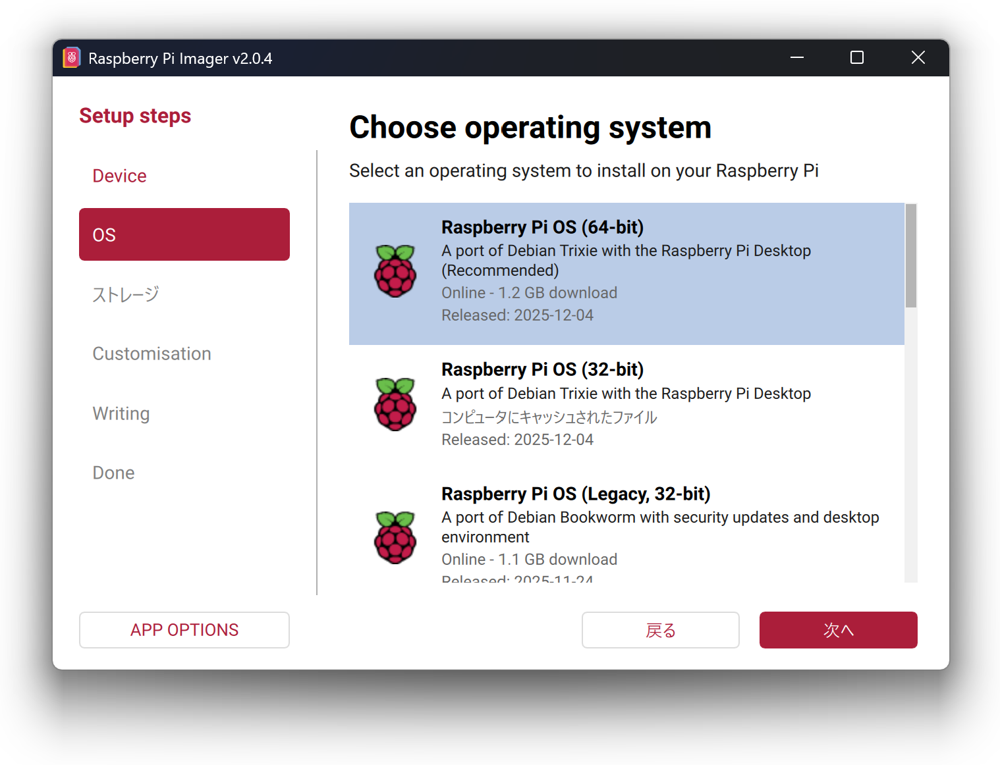 Raspberry Pi Imager v2.0.4
Setup steps
Device
OS
ストレージ
Customisation
Writing
Done
APP OPTIONS
Choose operating system
Select an operating system to install on your Raspberry Pi
Raspberry Pi OS (64-bit)
A port of Debian Trixie with the Raspberry Pi Desktop
(Recommended)
Online - 1.2 GB download
Released: 2025-12-04
Raspberry Pi OS (32-bit)
A port of Debian Trixie with the Raspberry Pi Desktop
コンピュータにキャッシュされたファイル
Released: 2025-12-04
Raspberry Pi OS (Legacy, 32-bit)
A port of Debian Bookworm with security updates and desktop
environment
Online - 1.1 GB download
Released: 2025-11-24
戻る
次へ